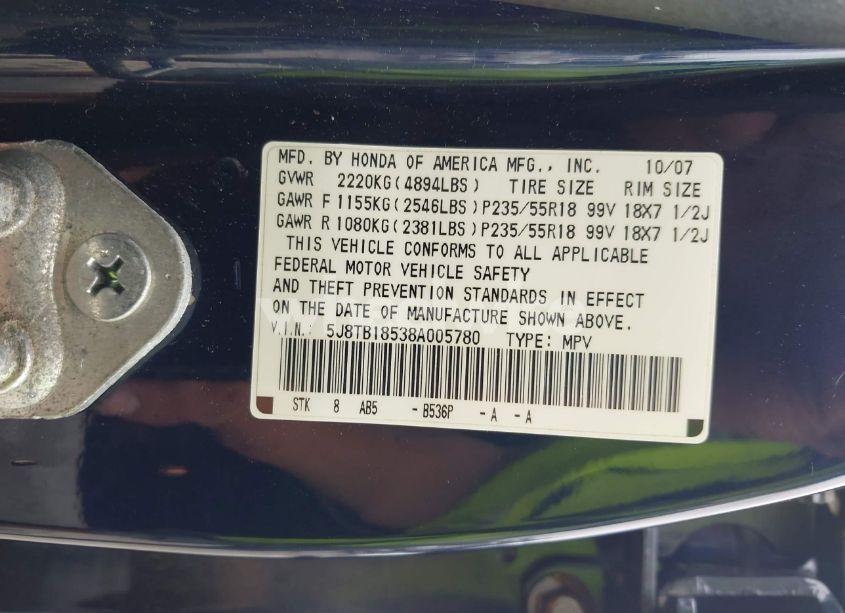 MFD. BY HONDA OF AMERICA MFG., INC. 10/07
GVWR 2220KG(4894LBS) TIRE SIZE RIM SIZE
GAWR F 1155KG(2546LBS)P235/55R18 99V 18X7 1/2J
GAWR R 1080KG(2381LBS)P235/55R18 99V 18X7 1/2J
THIS VEHICLE CONFORMS TO ALL APPLICABLE
FEDERAL MOTOR VEHICLE SAFETY
AND THEFT PREVENTION STANDARDS IN EFFECT
ON THE DATE OF MANUFACTURE SHOWN ABOVE.
V.I.N.: 5J8TB18538A005780 TYPE: MPV
STK 8 AB5 -B536P -A -A